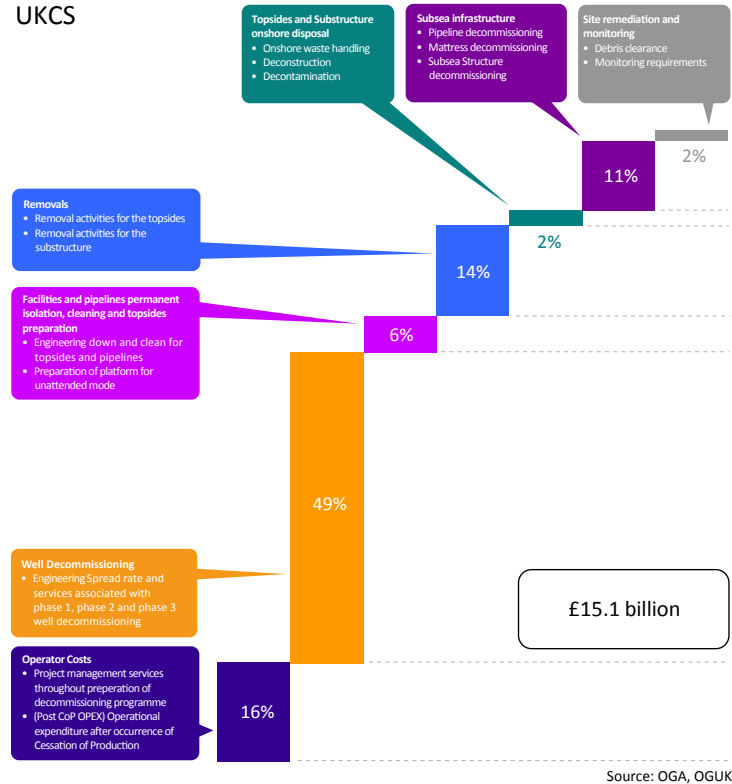 UKCS
Topsides and Substructure
onshore disposal
• Onshore waste handling
• Deconstruction
• Decontamination
Subsea infrastructure
• Pipeline decommissioning
• Mattress decommissioning
• Subsea Structure
decommissioning
Site remediation and
monitoring
• Debris clearance
• Monitoring requirements
2%
11%
Removals
• Removal activities for the topsides
• Removal activities for the
substructure
2%
14%
Facilities and pipelines permanent
isolation, cleaning and topsides
preparation
• Engineering down and clean for
topsides and pipelines
• Preparation of platform for
unattended mode
6%
49%
Well Decommissioning
• Engineering Spread rate and
services associated with
phase 1, phase 2 and phase 3
well decommissioning
£15.1 billion
Operator Costs
• Project management services
throughout preperation of
decommissioning programme
• (Post CoP OPEX) Operational
expenditure after occurrence of
Cessation of Production
16%
Source: OGA, OGUK